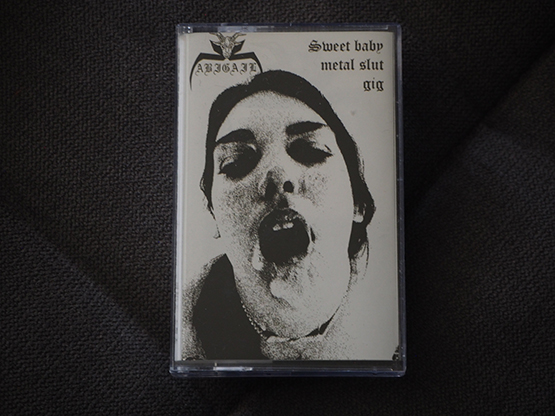 ABIGAIL
Sweet baby
metal slut
gig